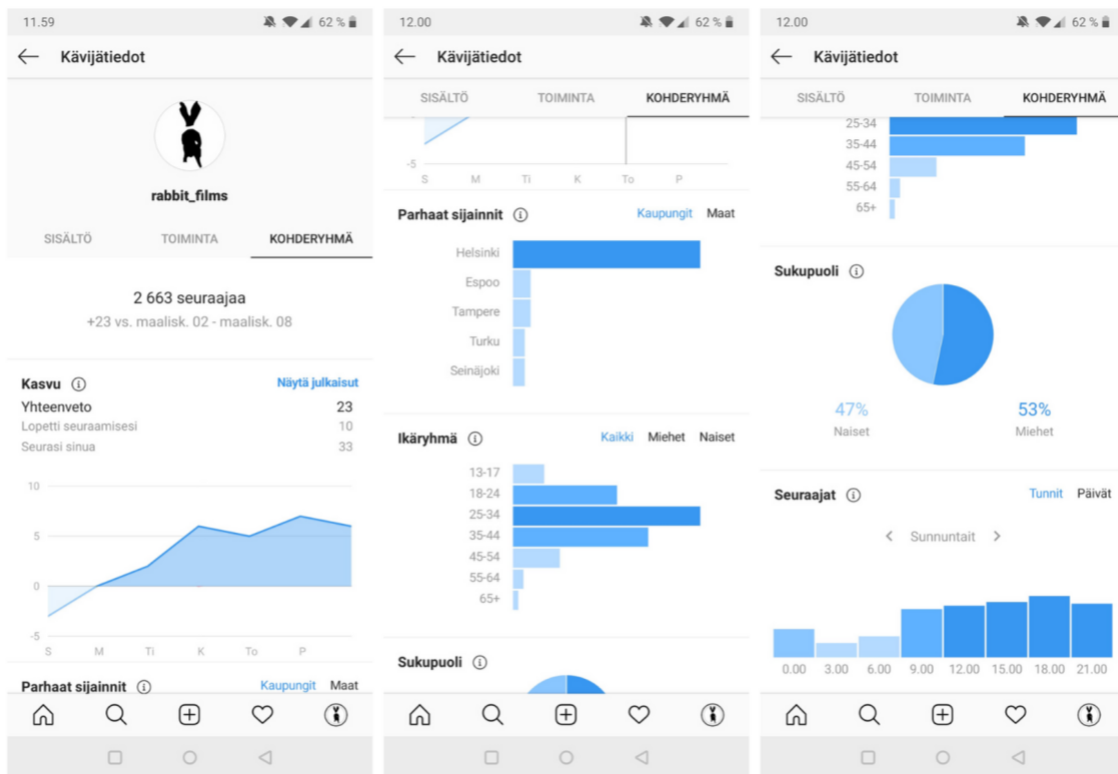 11.59 62 %
Kävijätiedot
rabbit_films
SISÄLTÖ TOIMINTA KOHDERYHMÄ
2 663 seuraajaa
+23 vs. maalisk. 02 - maalisk. 08
Kasvu Näytä julkaisut
Yhteenveto 23
Lopetti seuraamisesi 10
Seurasi sinua 33
10
5
0
-5
S M Ti K To P
Parhaat sijainnit Kaupungit Maat
12.00 62 %
Kävijätiedot
SISÄLTÖ TOIMINTA KOHDERYHMÄ
-5
S M Ti K To P
Parhaat sijainnit Kaupungit Maat
Helsinki
Espoo
Tampere
Turku
Seinäjoki
Ikäryhmä Kaikki Miehet Naiset
13-17
18-24
25-34
35-44
45-54
55-64
65+
Sukupuoli
12.00 62 %
Kävijätiedot
SISÄLTÖ TOIMINTA KOHDERYHMÄ
25-34
35-44
45-54
55-64
65+
Sukupuoli
47% 53%
Naiset Miehet
Seuraajat Tunnit Päivät
Sunnuntait
0.00 3.00 6.00 9.00 12.00 15.00 18.00 21.00